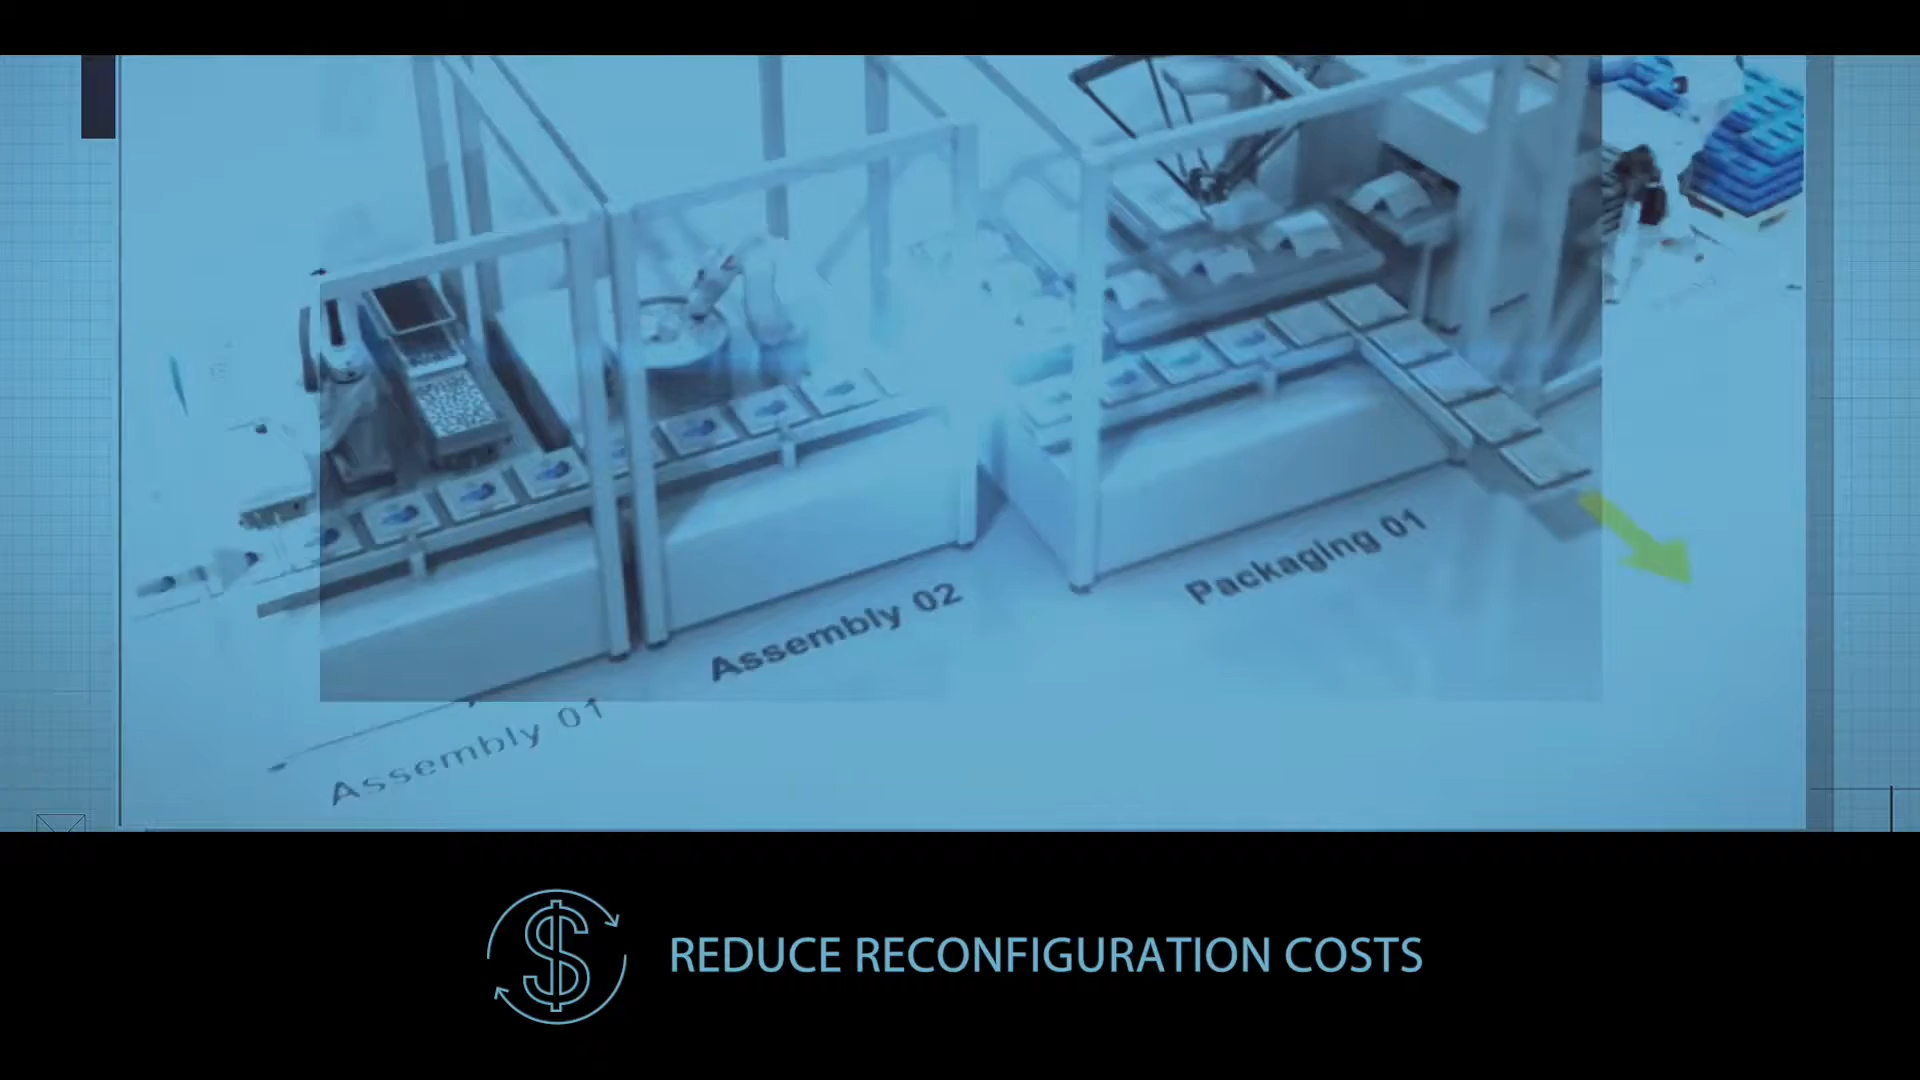 Packaging 01
Assembly 02
Assembly 01
REDUCE RECONFIGURATION COSTS